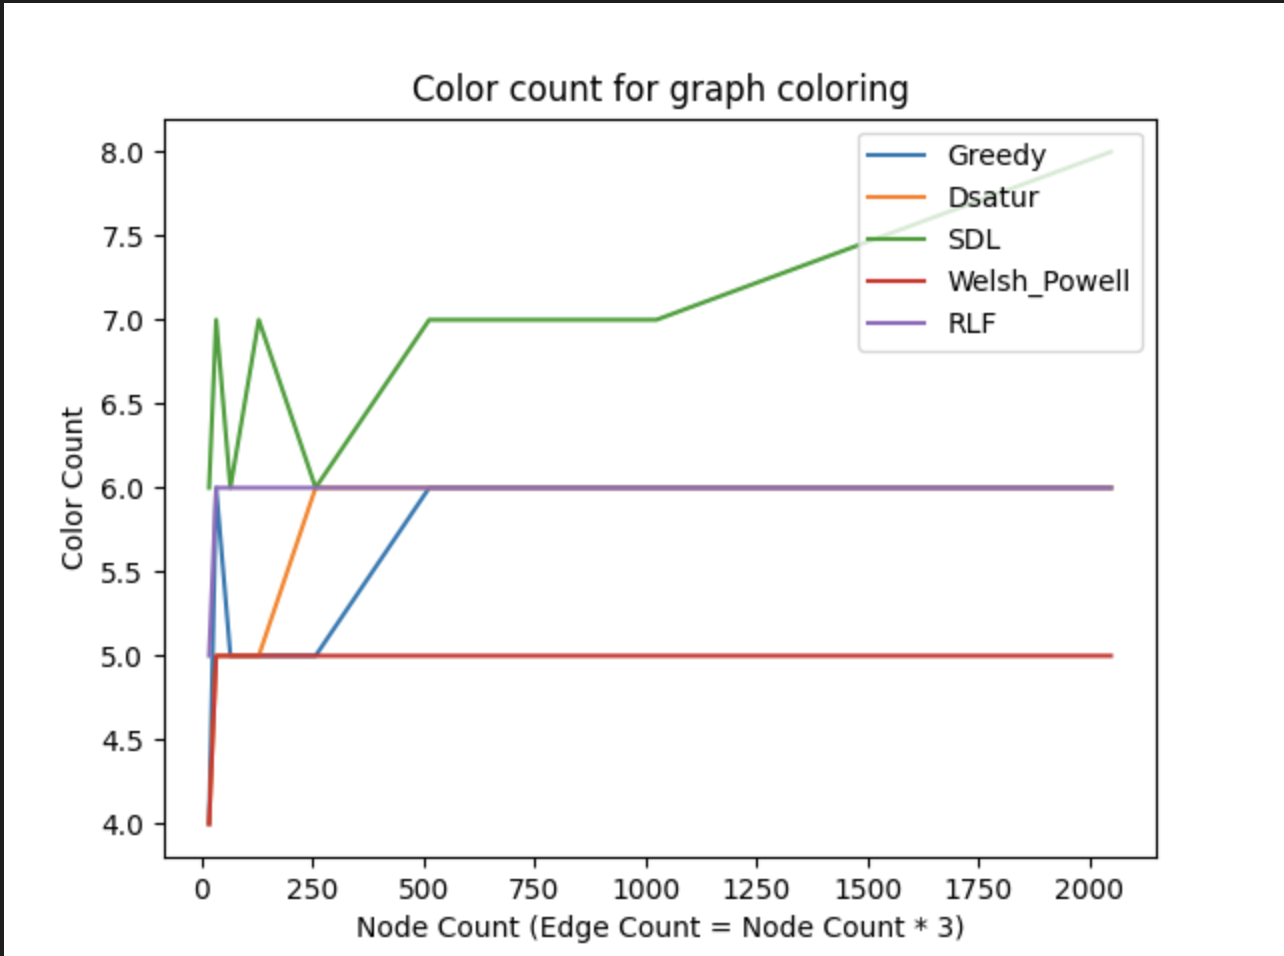 Color count for graph coloring
8.0
7.5
7.0
6.5
6.0
5.5
5.0
4.5
4.0
Color Count
Greedy
Dsatur
SDL
Welsh_Powell
RLF
0 250 500 750 1000 1250 1500 1750 2000
Node Count (Edge Count = Node Count * 3)